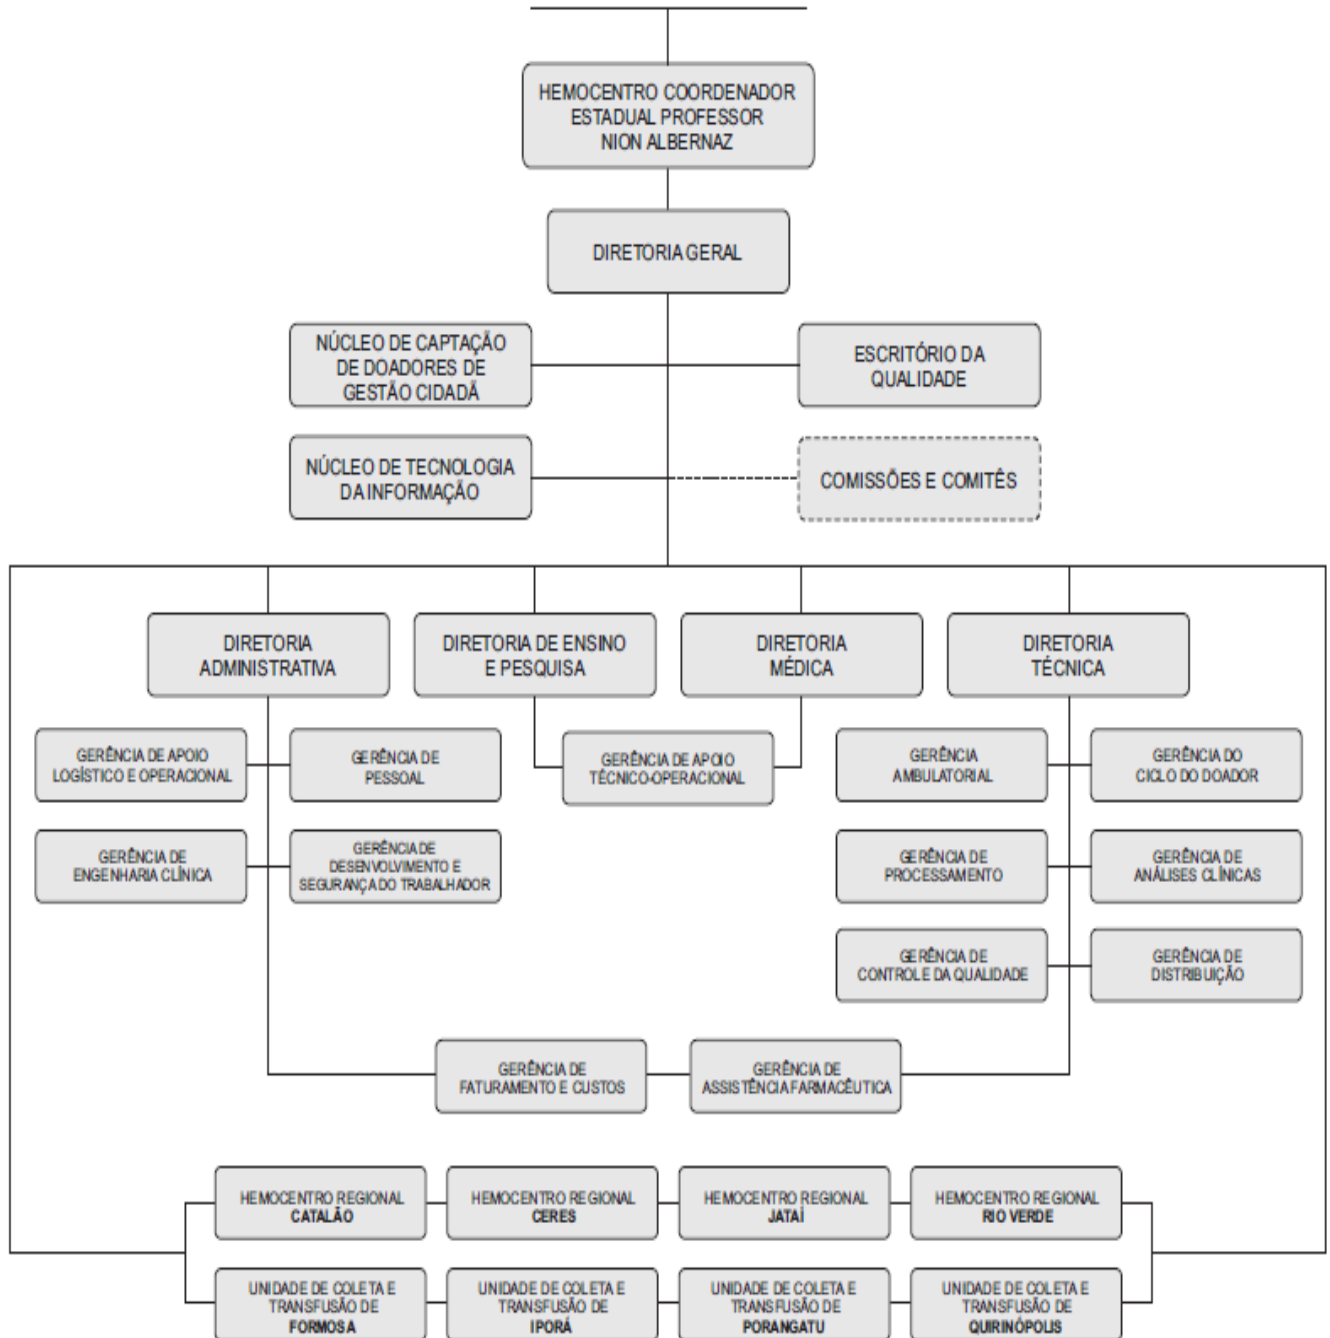 HEMOCENTRO COORDENADOR
ESTADUAL PROFESSOR
NION ALBERNAZ
DIRETORIA GERAL
NÚCLEO DE CAPTAÇÃO
DE DOADORES DE
GESTÃO CIDADÃ
ESCRITÓRIO DA
QUALIDADE
NÚCLEO DE TECNOLOGIA
DA INFORMAÇÃO
COMISSÕES E COMITÊS
DIRETORIA
ADMINISTRATIVA
DIRETORIA DE ENSINO
E PESQUISA
DIRETORIA
MÉDICA
DIRETORIA
TÉCNICA
GERÊNCIA DE APOIO
LOGÍSTICO E OPERACIONAL
GERÊNCIA DE
PESSOAL
GERÊNCIA DE APOIO
TÉCNICO-OPERACIONAL
GERÊNCIA
AMBULATORIAL
GERÊNCIA DO
CICLO DO DOADOR
GERÊNCIA DE
ENGENHARIA CLÍNICA
GERÊNCIA DE
DESENVOLVIMENTO E
SEGURANÇA DO TRABALHADOR
GERÊNCIA DE
PROCESSAMENTO
GERÊNCIA DE
ANÁLISES CLÍNICAS
GERÊNCIA DE
CONTROLE DA QUALIDADE
GERÊNCIA DE
DISTRIBUIÇÃO
GERÊNCIA DE
FATURAMENTO E CUSTOS
GERÊNCIA DE
ASSISTÊNCIA FARMACÊUTICA
HEMOCENTRO REGIONAL
CATALÃO
HEMOCENTRO REGIONAL
CERES
HEMOCENTRO REGIONAL
JATAÍ
HEMOCENTRO REGIONAL
RIO VERDE
UNIDADE DE COLETA E
TRANSFUSÃO DE
FORMOSA
UNIDADE DE COLETA E
TRANSFUSÃO DE
IPORÁ
UNIDADE DE COLETA E
TRANSFUSÃO DE
PORANGATU
UNIDADE DE COLETA E
TRANSFUSÃO DE
QUIRINÓPOLIS